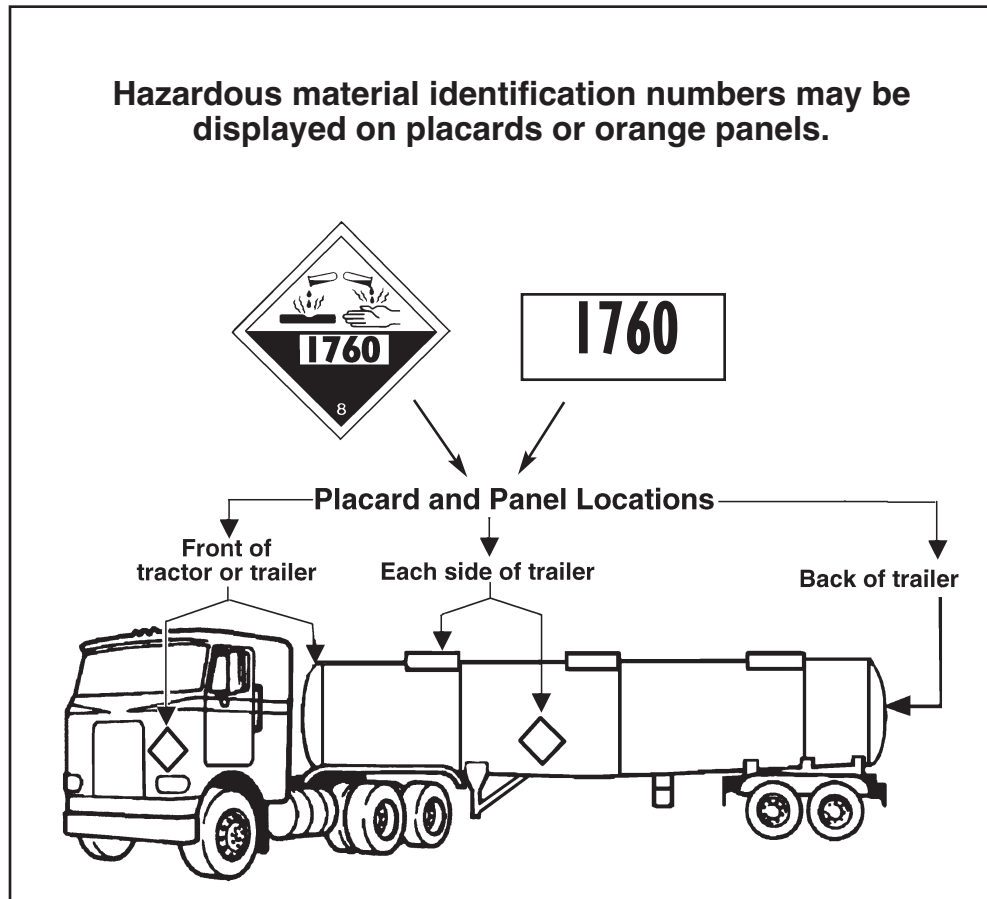 Hazardous material identification numbers may be
displayed on placards or orange panels.
1760
8
1760
Placard and Panel Locations
Front of
tractor or trailer
Each side of trailer
Back of trailer